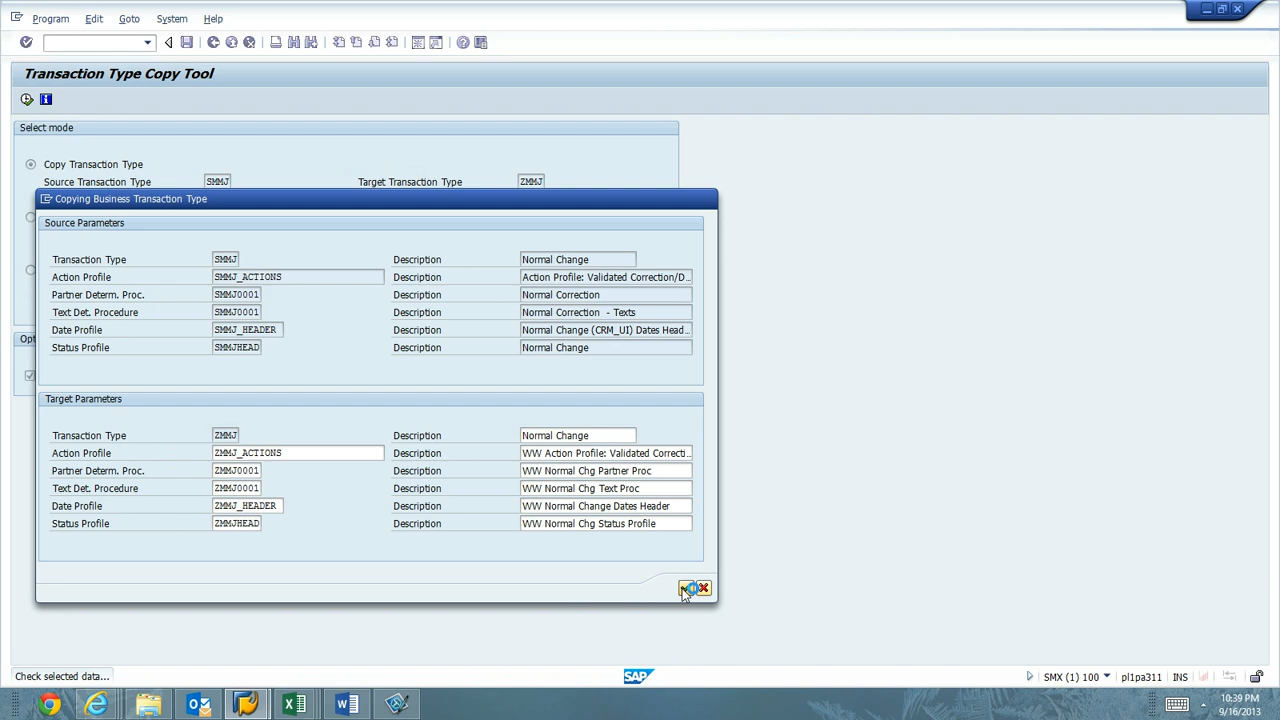 Program Edit Goto System Help
Transaction Type Copy Tool
Select mode
Copy Transaction Type
Source Transaction Type SMMJ Target Transaction Type ZMMJ
Copying Business Transaction Type
Source Parameters
Transaction Type SMMJ Description Normal Change
Action Profile SMMJ_ACTIONS Description Action Profile: Validated Correction/D..
Partner Determ. Proc. SMMJ0001 Description Normal Correction
Text Det. Procedure SMMJ0001 Description Normal Correction - Texts
Date Profile SMMJ_HEADER Description Normal Change (CRM_UI) Dates Head..
Opt
Status Profile SMMJHEAD Description Normal Change
Target Parameters
Transaction Type ZMMJ Description Normal Change
Action Profile ZMMJ_ACTIONS Description WW Action Profile: Validated Correcti..
Partner Determ. Proc. ZMMJ0001 Description WW Normal Chg Partner Proc
Text Det. Procedure ZMMJ0001 Description WW Normal Chg Text Proc
Date Profile ZMMJ_HEADER Description WW Normal Change Dates Header
Status Profile ZMMJHEAD Description WW Normal Chg Status Profile
Check selected data... SAP SMX (1) 100 pl1pa311 INS
10:39 PM
9/16/2013